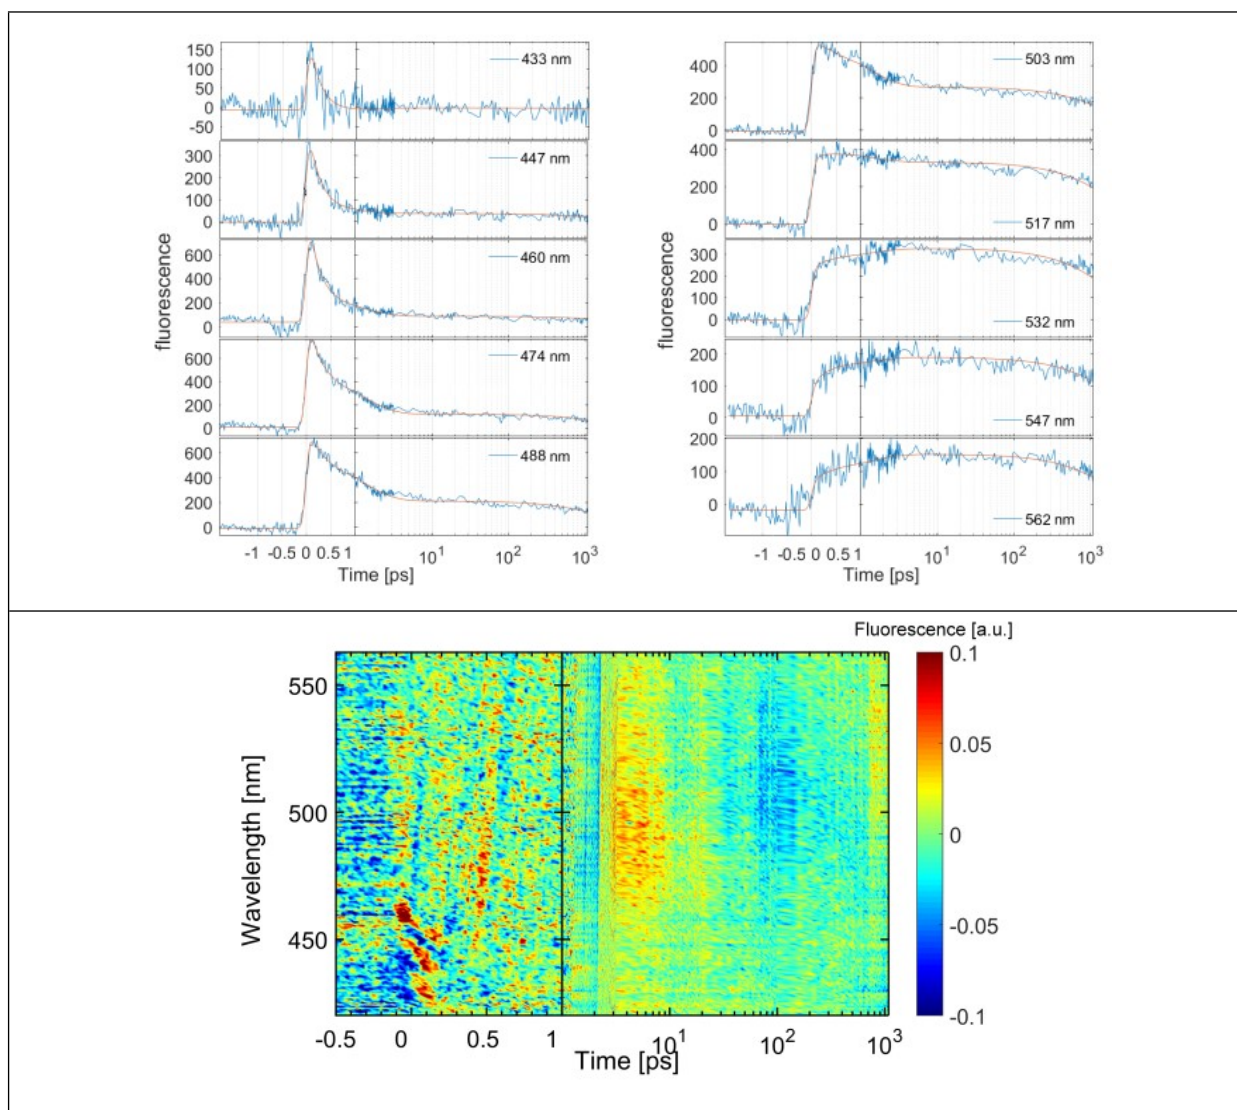 fluorescence
150
100
50
0
-50
433 nm
300
200
100
0
447 nm
600
400
200
0
460 nm
600
400
200
0
474 nm
600
400
200
0
488 nm
-1 -0.5 0 0.5 1 10¹ 10² 10³
Time [ps]
fluorescence
400
200
0
503 nm
400
200
0
517 nm
300
200
100
0
532 nm
200
100
0
547 nm
200
100
0
562 nm
-1 -0.5 0 0.5 1 10¹ 10² 10³
Time [ps]
Fluorescence [a.u.]
Wavelength [nm]
550
500
450
0.1
0.05
0
-0.05
-0.1
-0.5 0 0.5 1 10¹ 10² 10³
Time [ps]